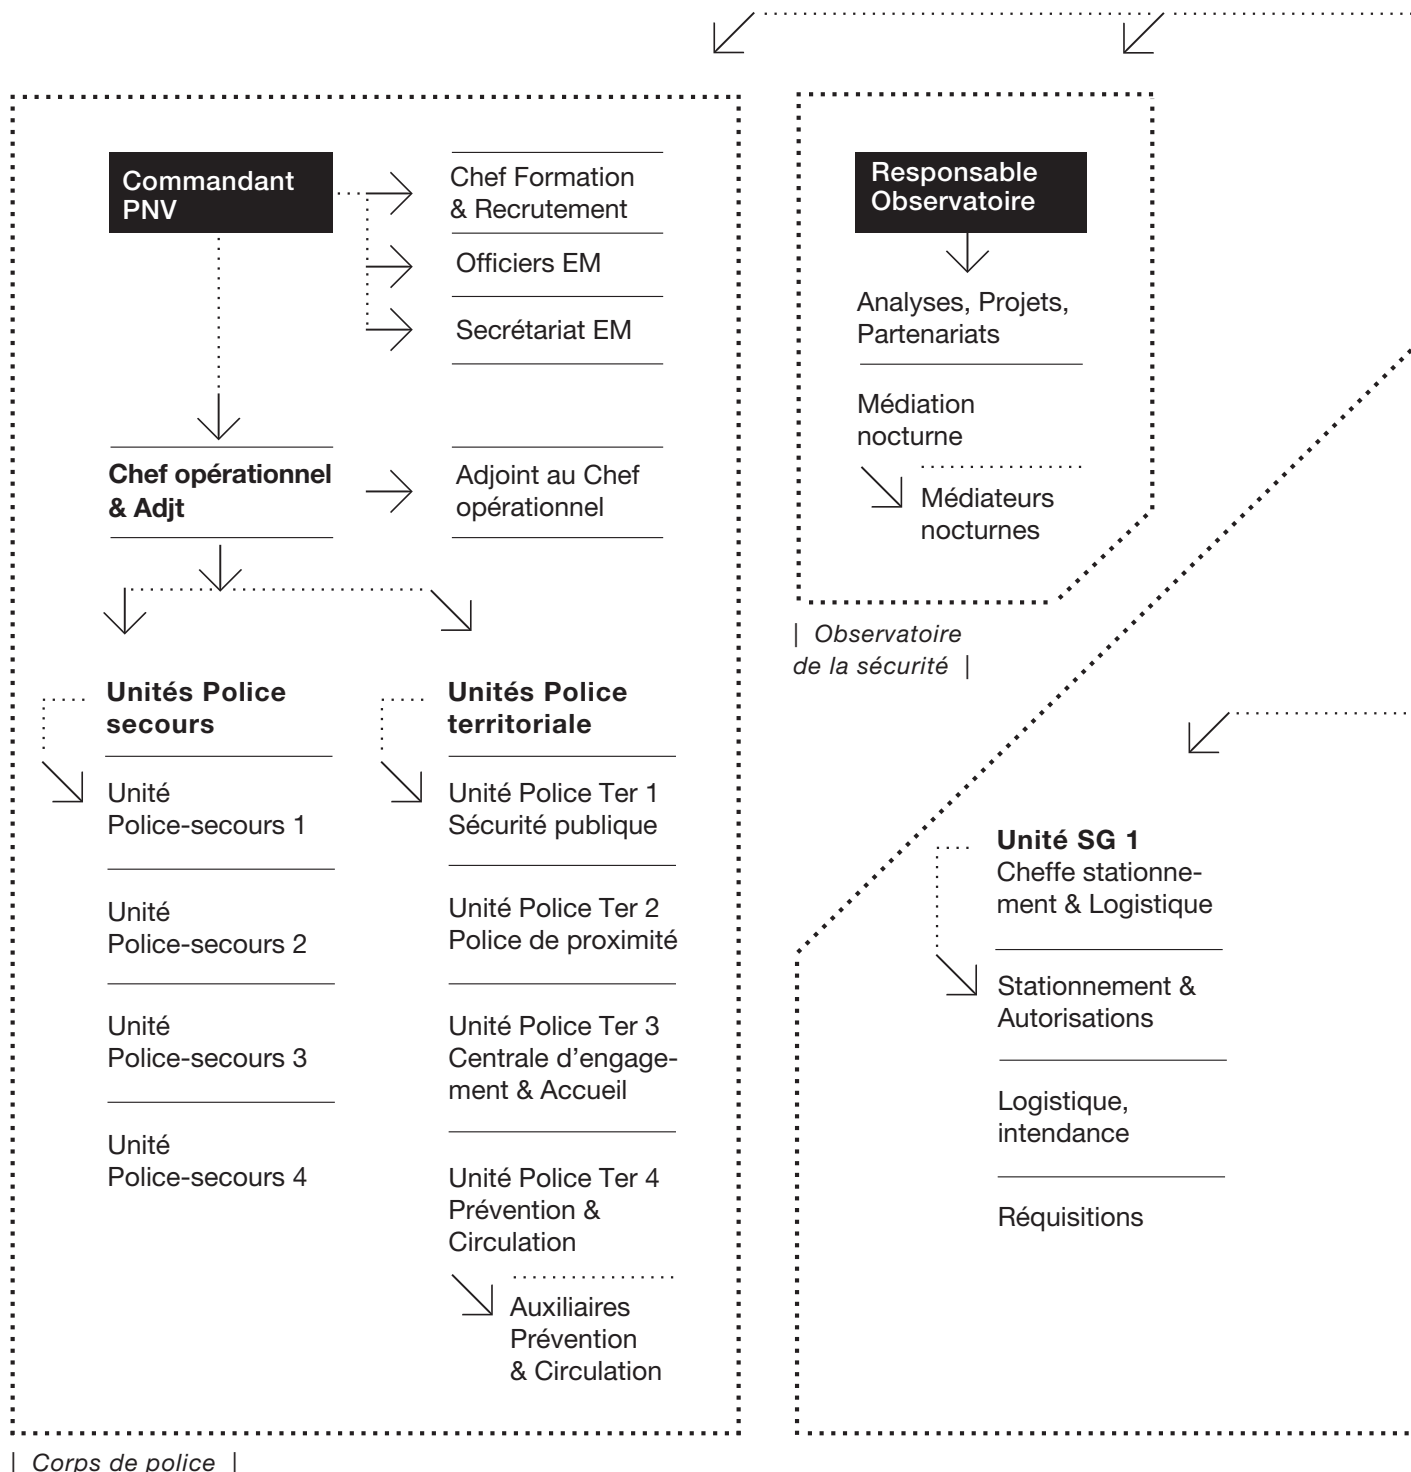 Commandant
PNV
Chef Formation
& Recrutement
Officiers EM
Secrétariat EM
Chef opérationnel
& Adjt
Adjoint au Chef
opérationnel
Unités Police
secours
Unité
Police-secours 1
Unité
Police-secours 2
Unité
Police-secours 3
Unité
Police-secours 4
Unités Police
territoriale
Unité Police Ter 1
Sécurité publique
Unité Police Ter 2
Police de proximité
Unité Police Ter 3
Centrale d’engage-
ment & Accueil
Unité Police Ter 4
Prévention &
Circulation
Auxiliaires
Prévention
& Circulation
| Corps de police |
Responsable
Observatoire
Analyses, Projets,
Partenariats
Médiation
nocturne
Médiateurs
nocturnes
| Observatoire
de la sécurité |
Unité SG 1
Cheffe stationne-
ment & Logistique
Stationnement &
Autorisations
Logistique,
intendance
Réquisitions